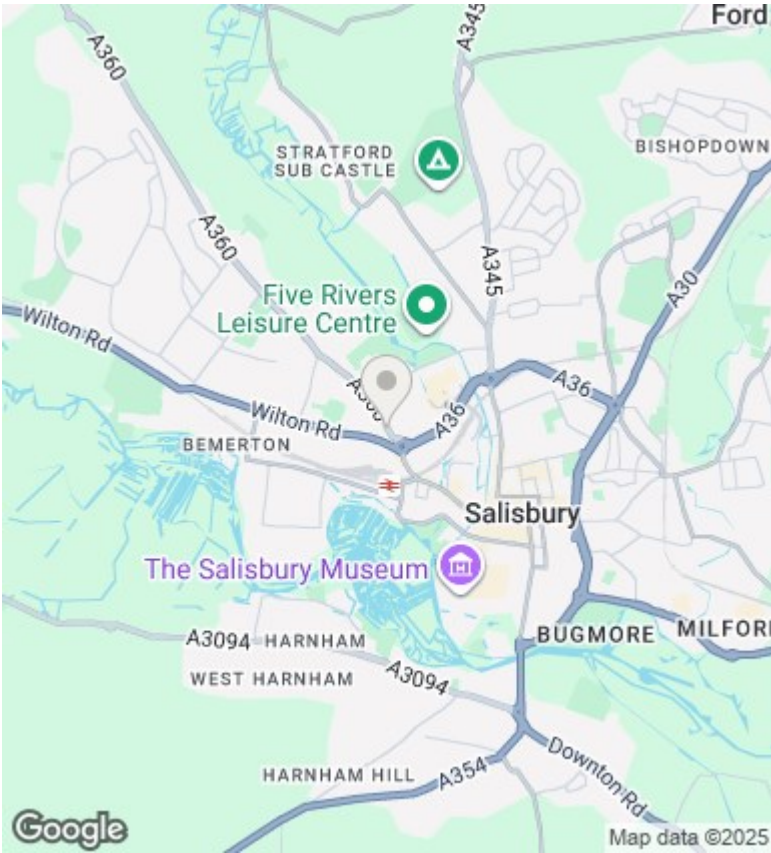 Ford
A345
A360
BISHOPDOWN
STRATFORD
SUB CASTLE
A360
A345
A30
Five Rivers
Leisure Centre
Wilton Rd
A36
A36
Wilton Rd
BEMERTON
Salisbury
The Salisbury Museum
A3094
HARNHAM
BUGMORE
MILFOR
WEST HARNHAM
A3094
Downton Rd
HARNHAM HILL
A354
Google
Map data ©2025